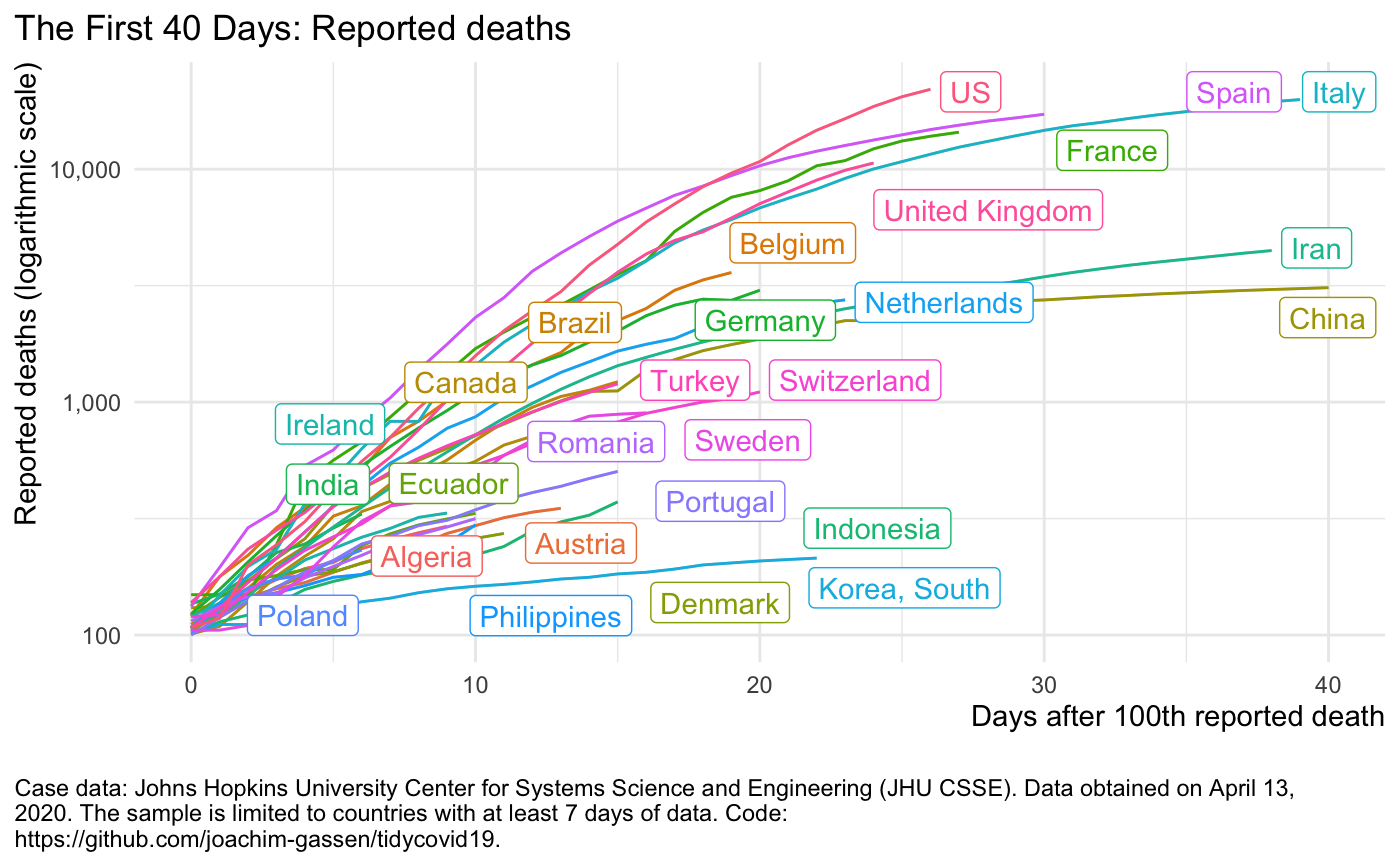 The First 40 Days: Reported deaths
Reported deaths (logarithmic scale)
10,000
1,000
100
US
Spain
Italy
France
United Kingdom
Belgium
Iran
Netherlands
Brazil
Germany
China
Canada
Turkey
Switzerland
Ireland
Romania
Sweden
India
Ecuador
Portugal
Indonesia
Algeria
Austria
Korea, South
Poland
Philippines
Denmark
0
10
20
30
40
Days after 100th reported death
Case data: Johns Hopkins University Center for Systems Science and Engineering (JHU CSSE). Data obtained on April 13,
2020. The sample is limited to countries with at least 7 days of data. Code:
https://github.com/joachim-gassen/tidycovid19.